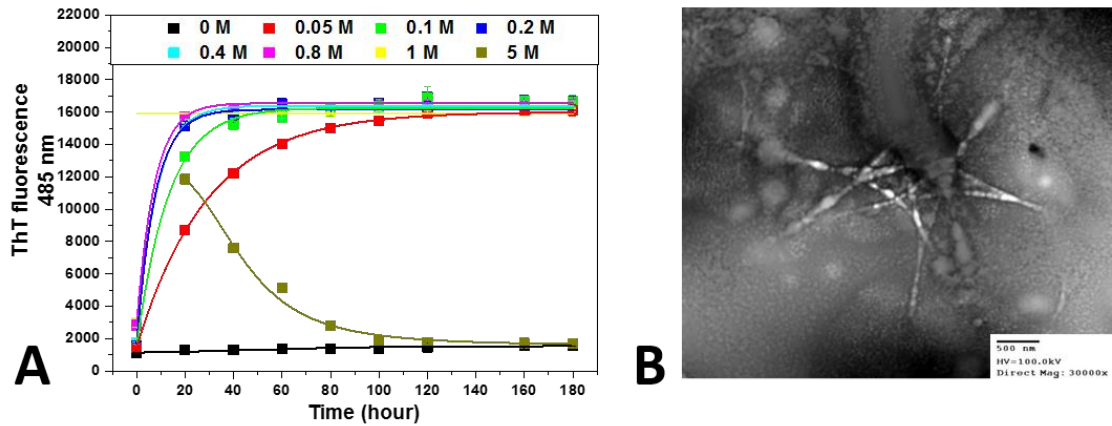 22000
20000
18000
16000
14000
12000
10000
8000
6000
4000
2000
0
ThT fluorescence
485 nm
0 M 0.05 M 0.1 M 0.2 M
0.4 M 0.8 M 1 M 5 M
0 20 40 60 80 100 120 140 160 180
Time (hour)
A
B
500 nm
HV=100.0kV
Direct Mag: 30000x